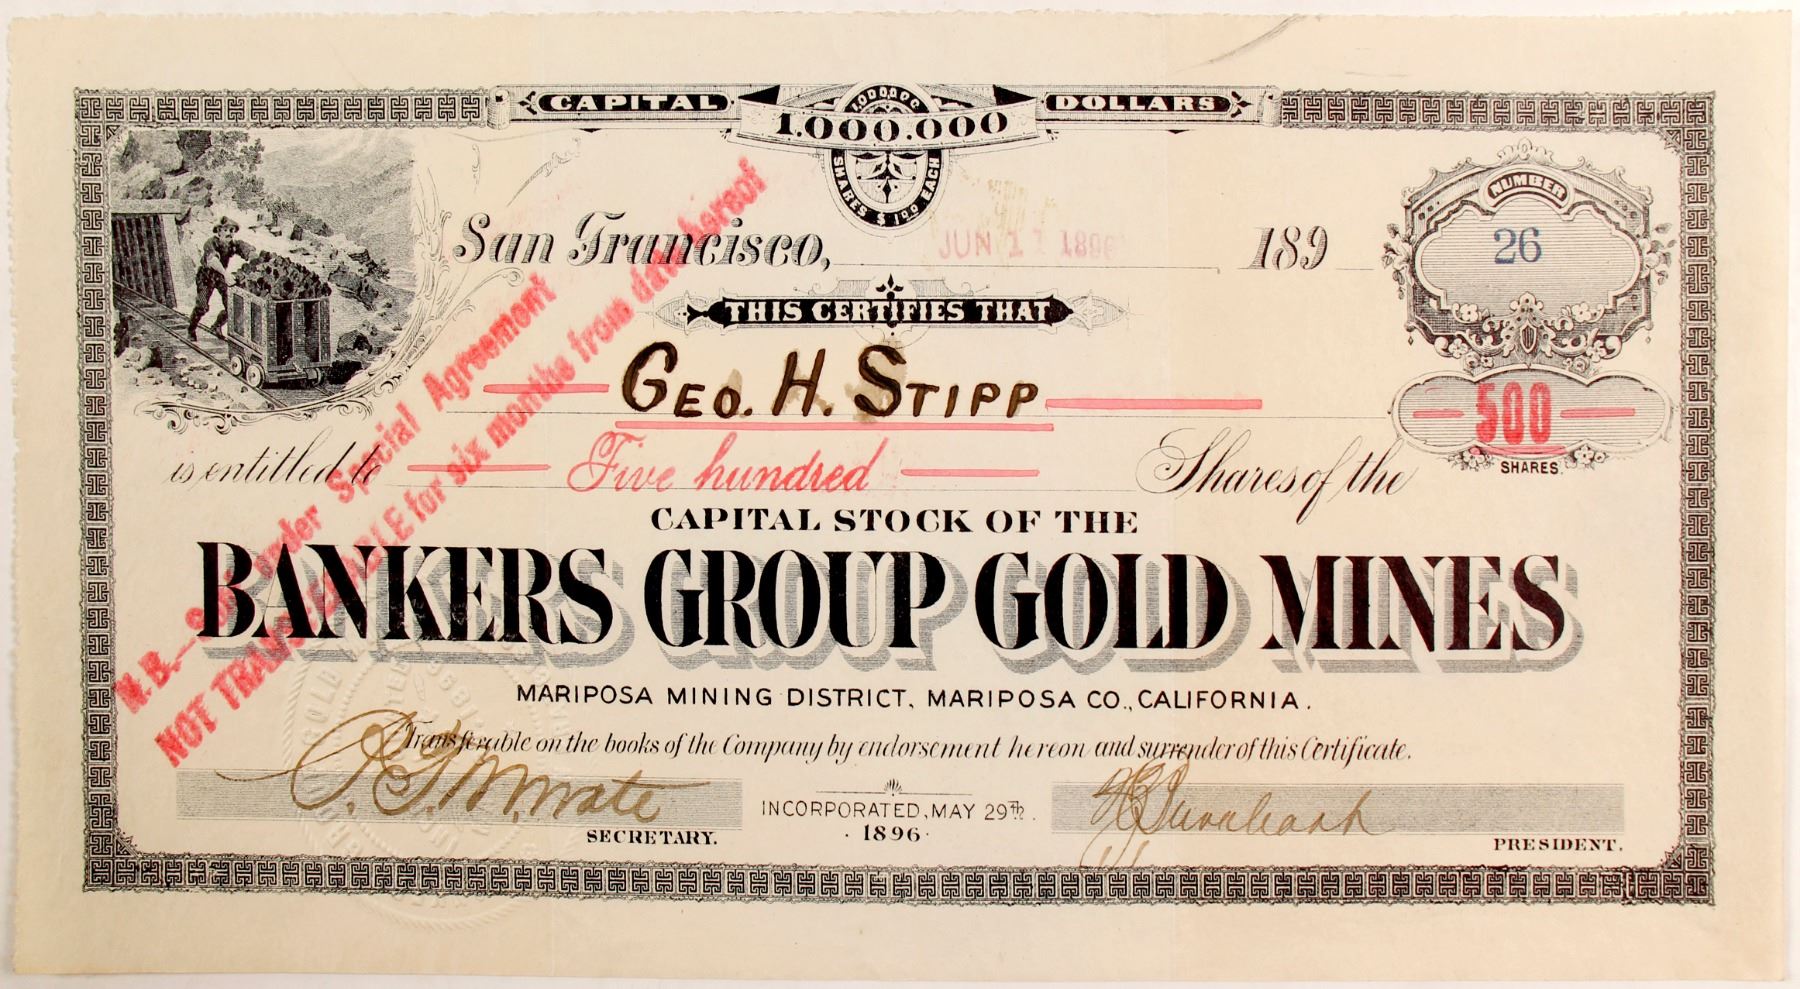 CAPITAL 1,000,000 DOLLARS
1,000,000
SHARES $1.00 EACH
San Francisco, JUN 11 1896 189
NUMBER
26
THIS CERTIFIES THAT
GEO. H. STIPP
500
SHARES.
is entitled to Five hundred Shares of the
CAPITAL STOCK OF THE
BANKERS GROUP GOLD MINES
MARIPOSA MINING DISTRICT, MARIPOSA CO., CALIFORNIA.
Transferable on the books of the Company by endorsement hereon and surrender of this Certificate.
SECRETARY.
INCORPORATED, MAY 29th.
1896
PRESIDENT.
N. B.— under Special Agreement
NOT TRANSFERABLE for six months from date hereof